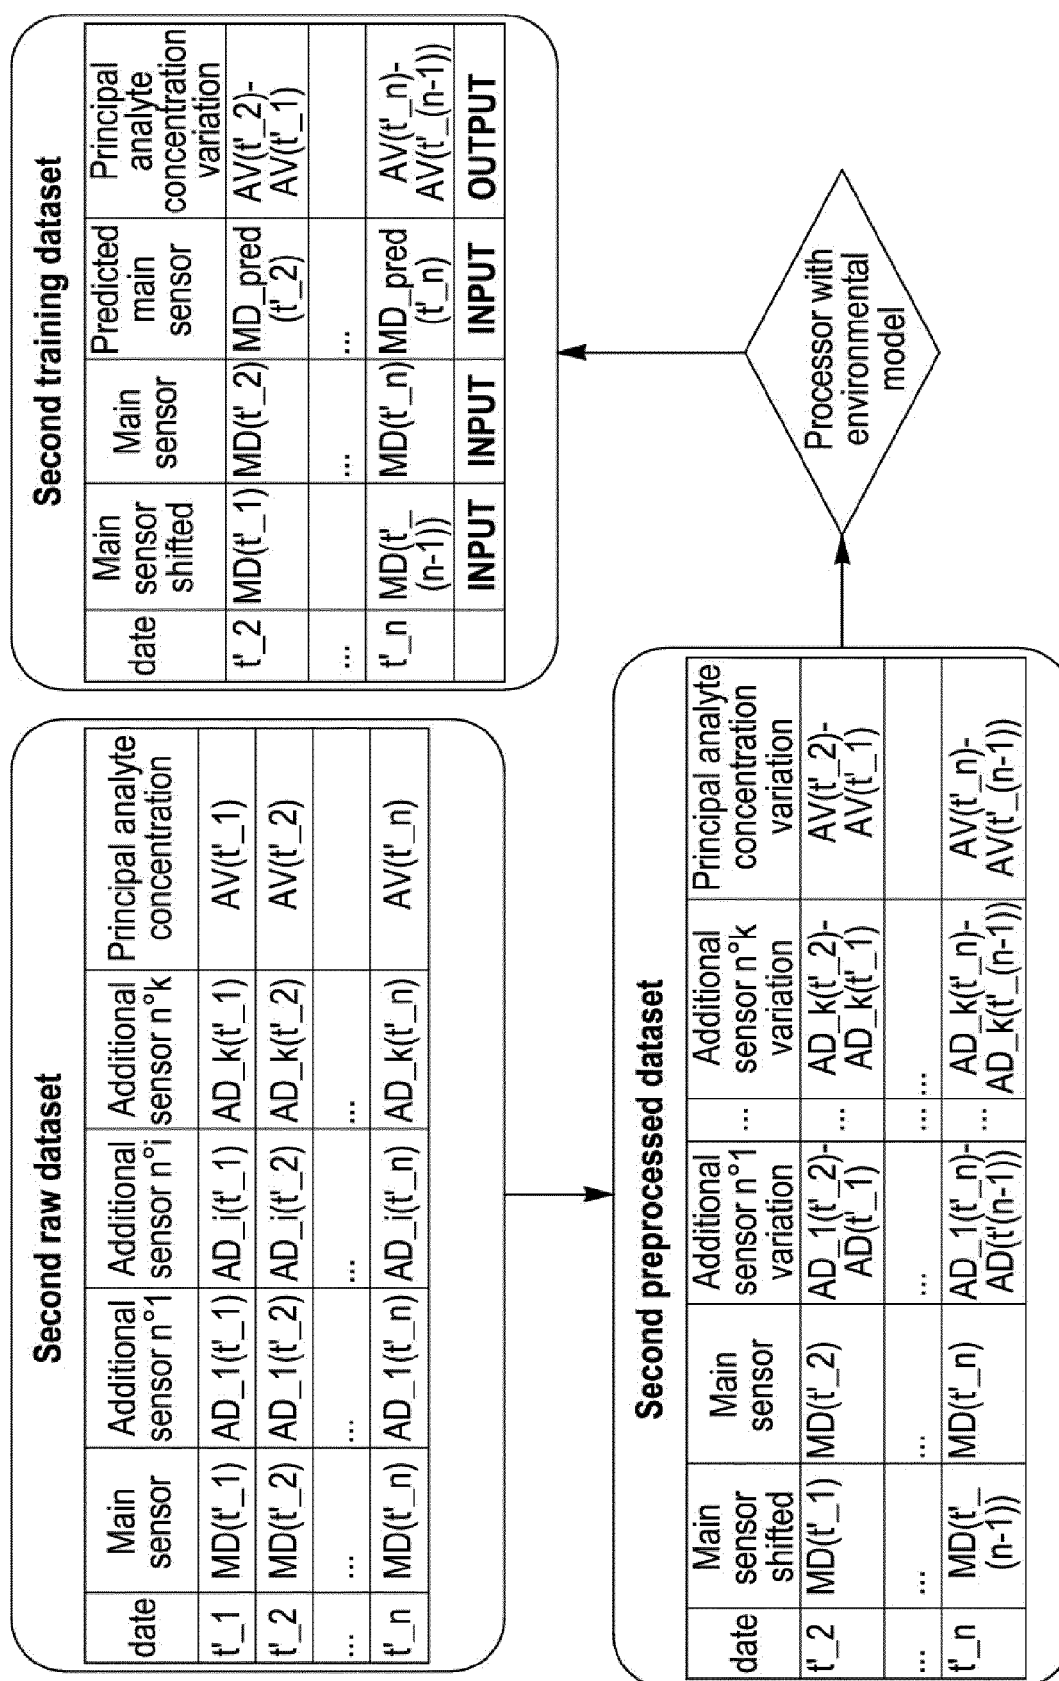 Second raw dataset
date
Main
sensor
Additional
sensor n°1
Additional
sensor n°i
Additional
sensor n°k
Principal analyte
concentration
t'_1 MD(t'_1) AD_1(t'_1) AD_i(t'_1) AD_k(t'_1) AV(t'_1)
t'_2 MD(t'_2) AD_1(t'_2) AD_i(t'_2) AD_k(t'_2) AV(t'_2)
... ... ... ... ...
t'_n MD(t'_n) AD_1(t'_n) AD_i(t'_n) AD_k(t'_n) AV(t'_n)
Second preprocessed dataset
date
Main
sensor
shifted
Main
sensor
Additional
sensor n°1
variation
...
Additional
sensor n°k
variation
Principal analyte
concentration
variation
t'_2
MD(t'_1)
MD(t'_2)
AD_1(t'_2)-
AD(t'_1)
...
AD_k(t'_2)-
AD_k(t'_1)
AV(t'_2)-
AV(t'_1)
... ... ... ... ... ...
t'_n
MD(t'_
(n-1))
MD(t'_n)
AD_1(t'_n)-
AD(t'(n-1))
...
AD_k(t'_n)-
AD_k(t'_(n-1))
AV(t'_n)-
AV(t'_(n-1))
Processor with
environmental
model
Second training dataset
date
Main
sensor
shifted
Main
sensor
Predicted
main
sensor
Principal
analyte
concentration
variation
t'_2
MD(t'_1)
MD(t'_2)
MD_pred
(t'_2)
AV(t'_2)-
AV(t'_1)
... ... ...
t'_n
MD(t'_
(n-1))
MD(t'_n)
MD_pred
(t'_n)
AV(t'_n)-
AV(t'_(n-1))
INPUT INPUT INPUT OUTPUT